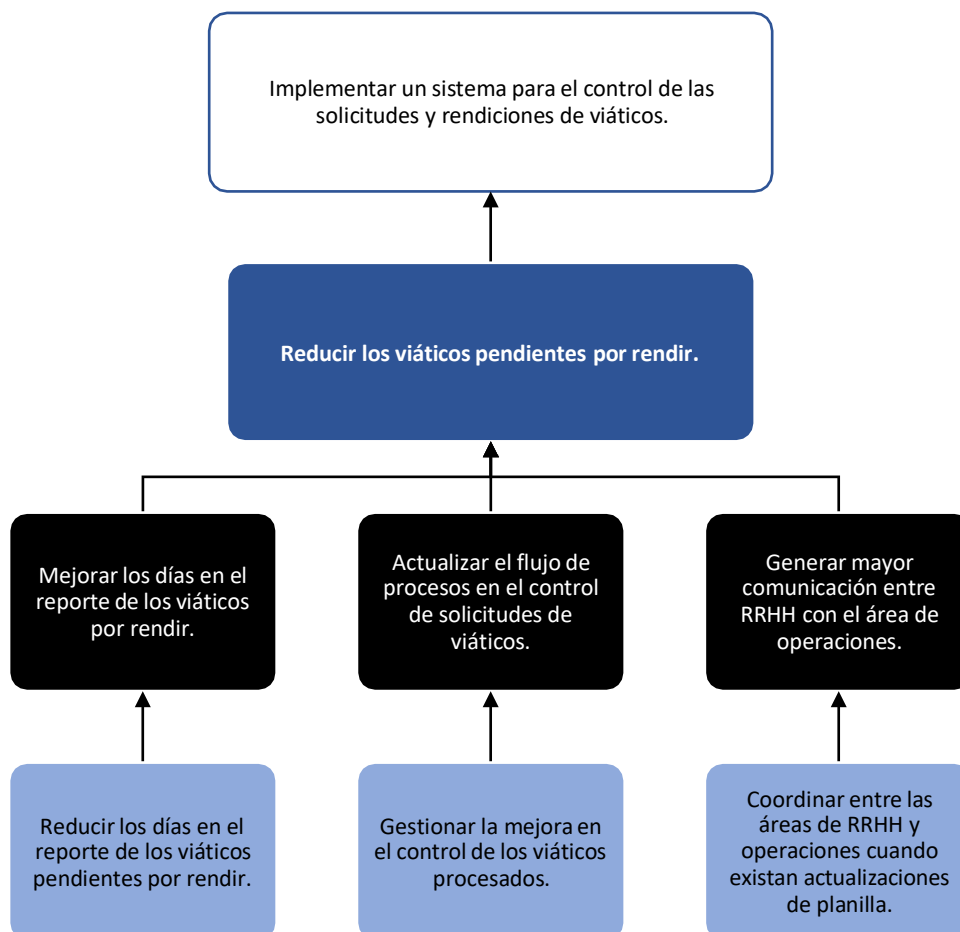 Implementar un sistema para el control de las
solicitudes y rendiciones de viáticos.
Reducir los viáticos pendientes por rendir.
Mejorar los días en el
reporte de los viáticos
por rendir.
Actualizar el flujo de
procesos en el control
de solicitudes de
viáticos.
Generar mayor
comunicación entre
RRHH con el área de
operaciones.
Reducir los días en el
reporte de los viáticos
pendientes por rendir.
Gestionar la mejora en
el control de los viáticos
procesados.
Coordinar entre las
áreas de RRHH y
operaciones cuando
existan actualizaciones
de planilla.